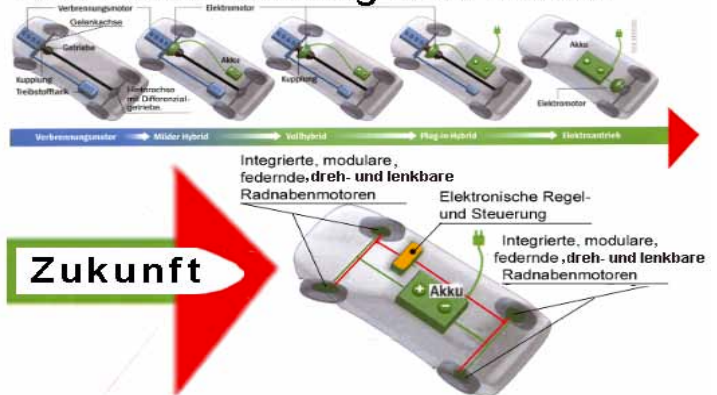 Verbrennungsmotor
Elektromotor
Gelenkachse
Getriebe
Akku
Akku
Kupplung
Treibstofftank
Hinterachse
mit Differenzial-
getriebe.
Kupplung
Elektromotor
Verbrennungsmotor
Milder Hybrid
Vollhybrid
Plug-in Hybrid
Elektroantrieb
Integrierte, modulare,
federnde,dreh- und lenkbare
Radnabenmotoren
Elektronische Regel-
und Steuerung
Integrierte, modulare,
federnde,dreh- und lenkbare
Radnabenmotoren
Zukunft
Akku